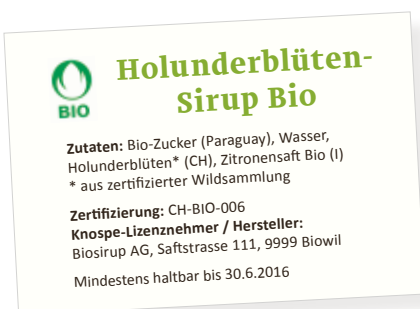 BIO
Holunderblüten-
Sirup Bio
Zutaten: Bio-Zucker (Paraguay), Wasser,
Holunderblüten* (CH), Zitronensaft Bio (I)
* aus zertifizierter Wildsammlung
Zertifizierung: CH-BIO-006
Knospe-Lizenznehmer / Hersteller:
Biosirup AG, Saftstrasse 111, 9999 Biowil
Mindestens haltbar bis 30.6.2016